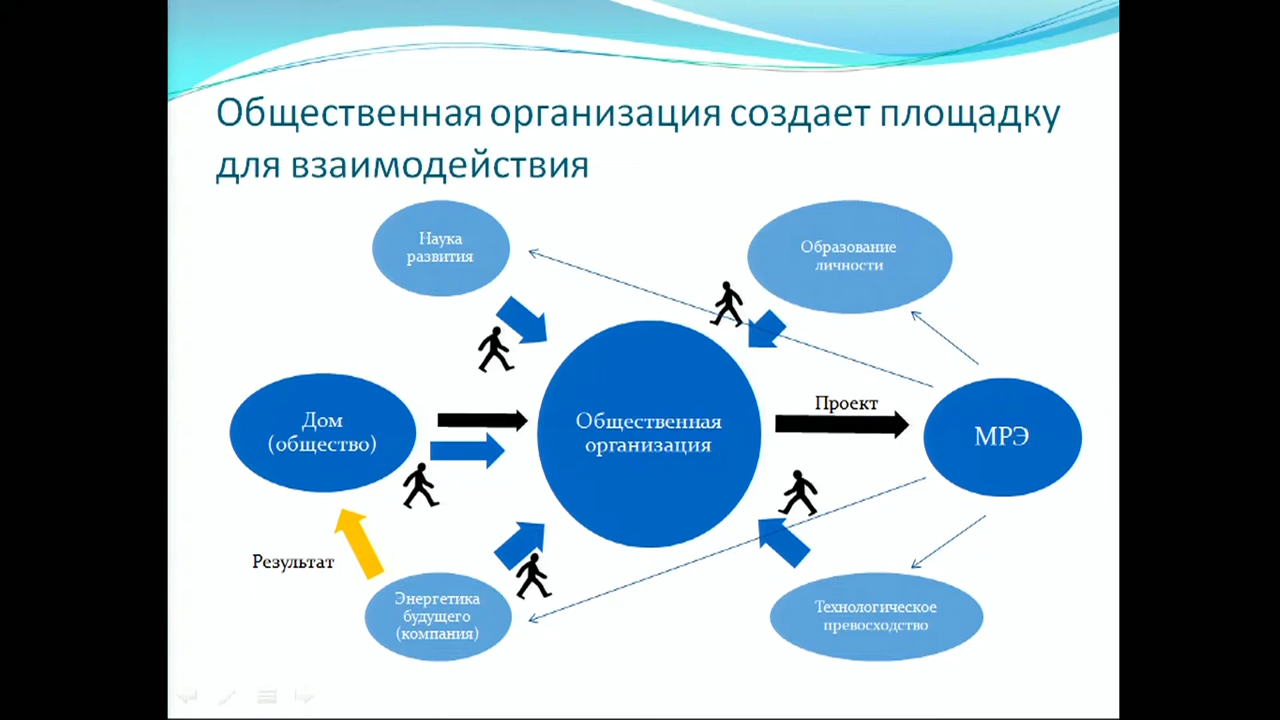 Общественная организация создает площадку
для взаимодействия
Наука
развития
Образование
личности
Дом
(общество)
Общественная
организация
Проект
МРЭ
Результат
Энергетика
будущего
(компания)
Технологическое
превосходство